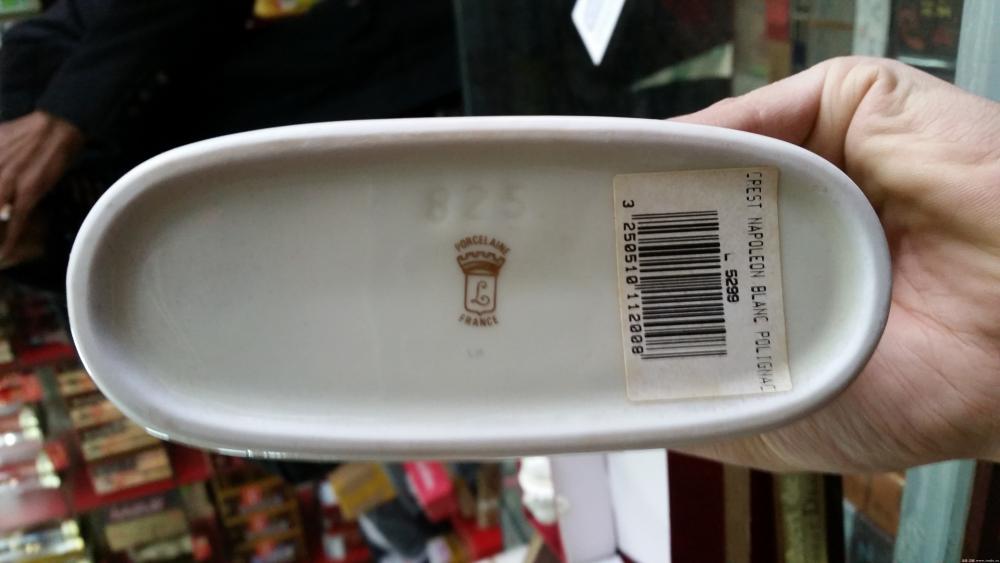 825
PORCELAINE
L
FRANCE
CREST NAPOLEON BLANC POLIGNAC
L 5299
3 250510 112008